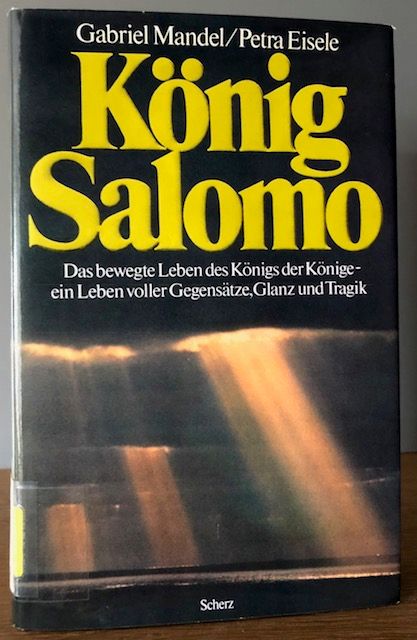 Gabriel Mandel/Petra Eisele
König
Salomo
Das bewegte Leben des Königs der Könige-
ein Leben voller Gegensätze, Glanz und Tragik
Scherz